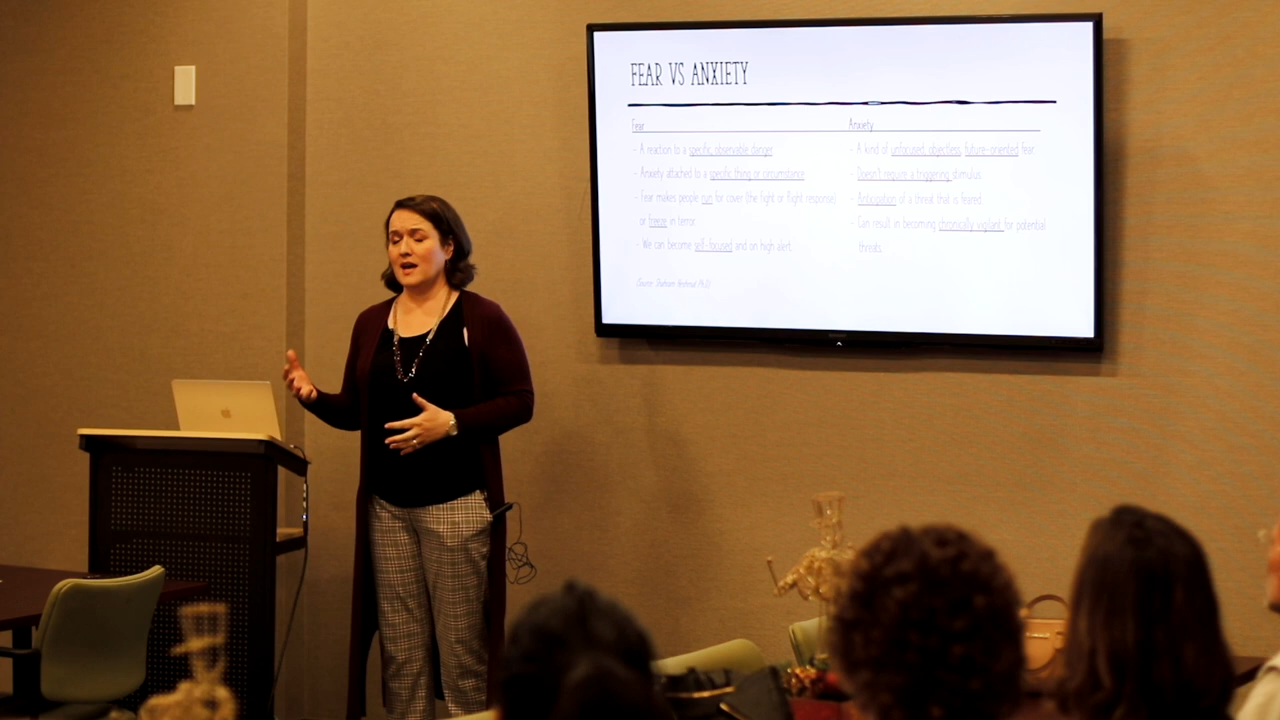 FEAR VS ANXIETY
Fear
- A reaction to a specific, observable danger.
- Anxiety attached to a specific thing or circumstance
- Fear makes people run for cover (the fight or flight response)
or freeze in terror.
- We can become self-focused and on high alert.
(Source:
Anxiety
- A kind of unfocused, objectless, future-oriented fear.
- Doesn't require a triggering stimulus.
- Anticipation of a threat that is feared.
- Can result in becoming chronically vigilant for potential
threats.